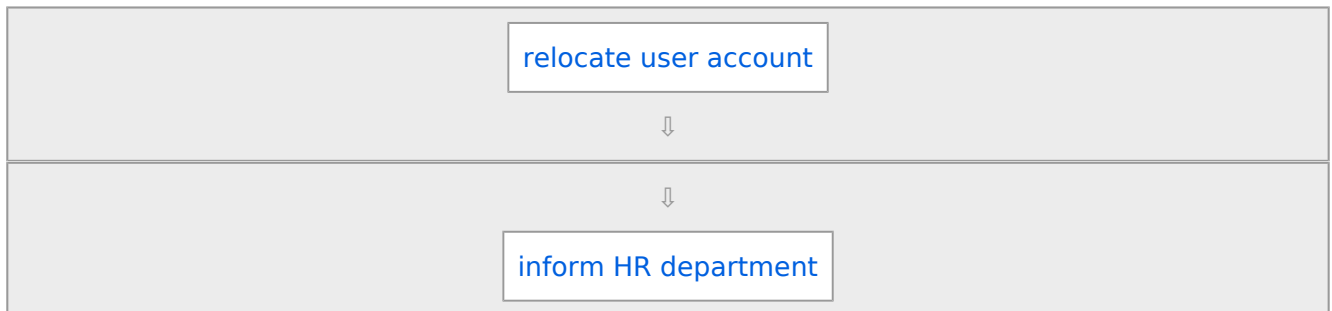 relocate user account
⇩
⇩
inform HR department